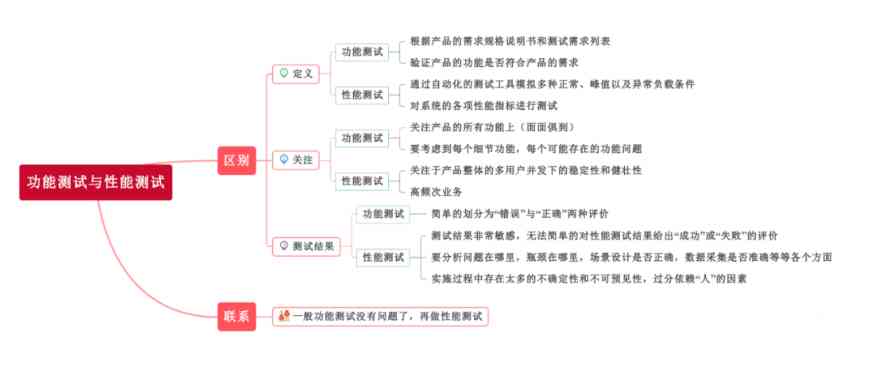 功能测试与性能测试
区别
定义
功能测试
根据产品的需求规格说明书和测试需求列表
验证产品的功能是否符合产品的需求
性能测试
通过自动化的测试工具模拟多种正常、峰值以及异常负载条件
对系统的各项性能指标进行测试
关注
功能测试
关注产品的所有功能上（面面俱到）
要考虑到每个细节功能，每个可能存在的功能问题
性能测试
关注于产品整体的多用户并发下的稳定性和健壮性
高频次业务
测试结果
功能测试
简单的划分为“错误”与“正确”两种评价
性能测试
测试结果非常敏感，无法简单的对性能测试结果给出“成功”或“失败”的评价
要分析问题在哪里，瓶颈在哪里，场景设计是否正确，数据采集是否准确等等各个方面
实施过程中存在太多的不确定性和不可预见性，过分依赖“人”的因素
联系
一般功能测试没有问题了，再做性能测试